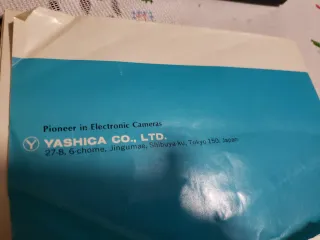 Pioneer in Electronic Cameras
YASHICA CO., LTD.
27-8, 6-chome, Jingumae, Shibuya-ku, Tokyo 150, Japan